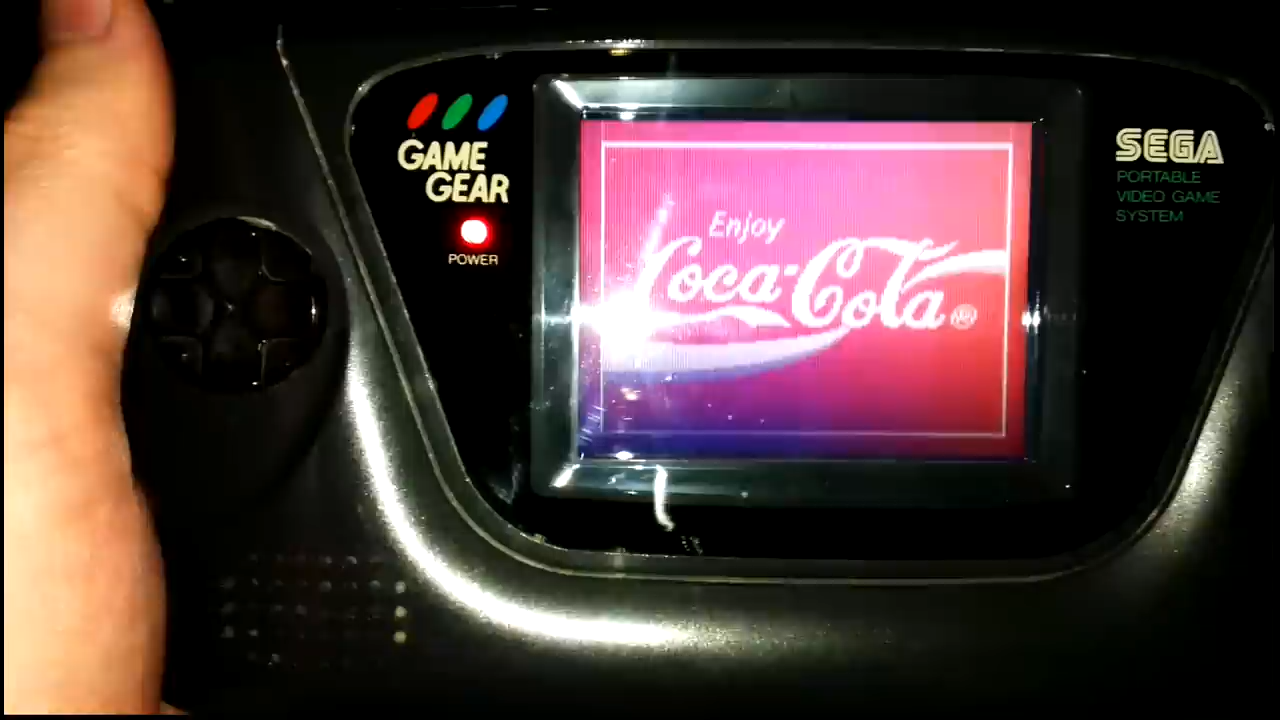 GAME
GEAR
POWER
Enjoy
Coca-Cola
SEGA
PORTABLE
VIDEO GAME
SYSTEM